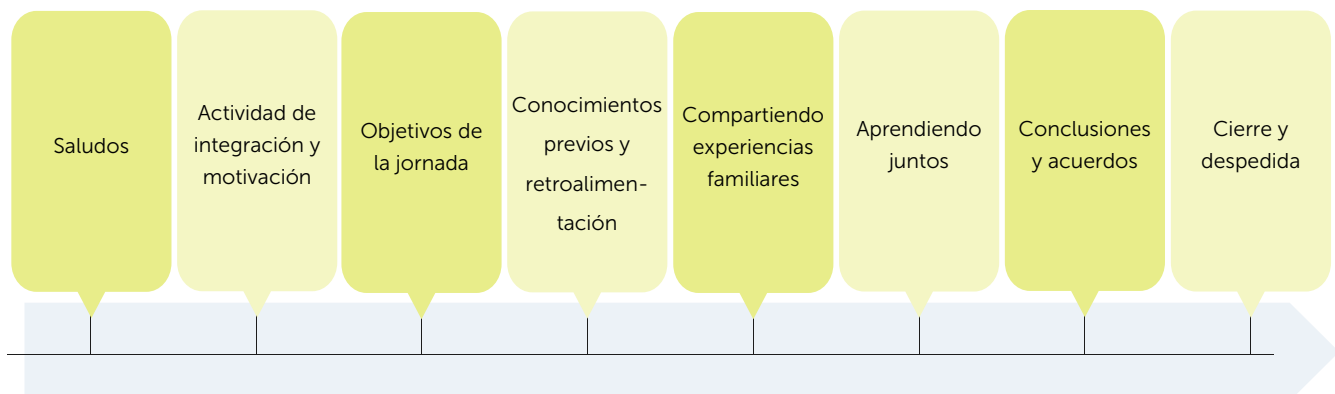 Saludos
Actividad de
integración y
motivación
Objetivos de
la jornada
Conocimientos
previos y
retroalimen-
tación
Compartiendo
experiencias
familiares
Aprendiendo
juntos
Conclusiones
y acuerdos
Cierre y
despedida